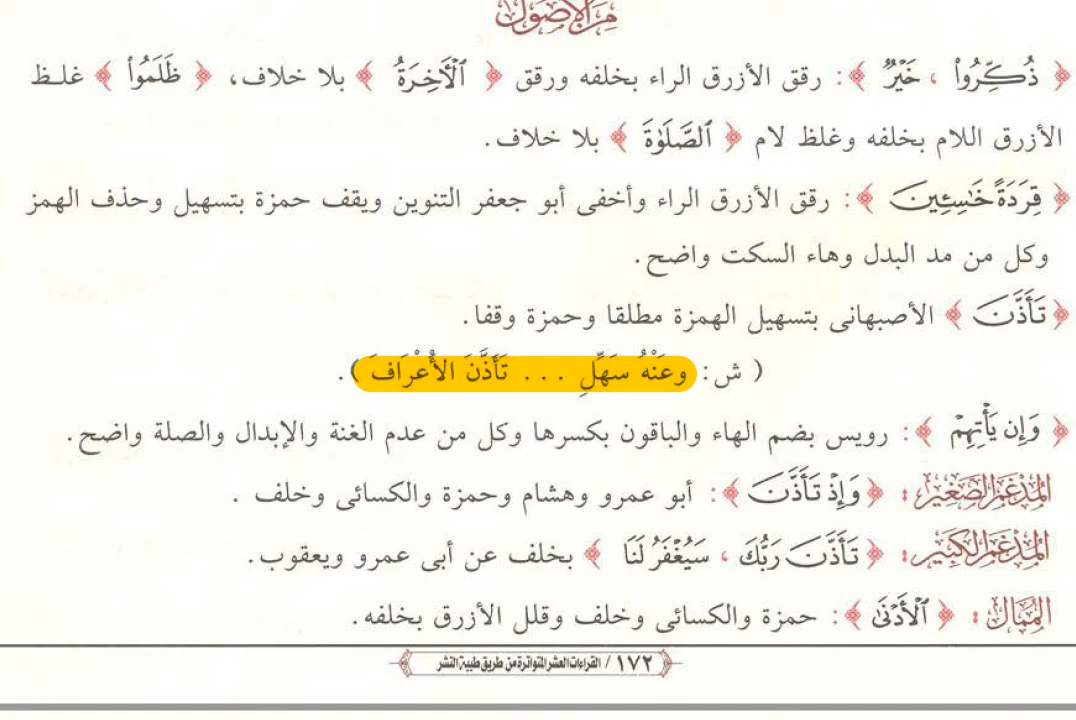 من الأصول
﴿ ذُكِّرُواْ ، خَيْرٌ ﴾: رقق الأزرق الراء بخلفه ورقق ﴿ ٱلْأَخِرَةُ ﴾ بلا خلاف، ﴿ ظَلَمُواْ ﴾ غلظ
الأزرق اللام بخلفه وغلظ لام ﴿ ٱلصَّلَوٰةَ ﴾ بلا خلاف.
﴿ قِرَدَةً خَٰسِـِٔينَ ﴾: رقق الأزرق الراء وأخفى أبو جعفر التنوين ويقف حمزة بتسهيل وحذف الهمز
وكل من مد البدل وهاء السكت واضح.
﴿ تَأَذَّنَ ﴾ الأصبهانى بتسهيل الهمزة مطلقا وحمزة وقفا.
( ش: وعَنْهُ سَهِّلِ ... تَأَذَّنَ الأَعْرَافَ ).
﴿ وَإِن يَأْتِهِمْ ﴾: رويس بضم الهاء والباقون بكسرها وكل من عدم الغنة والإبدال والصلة واضح.
المدغم الصغير: ﴿ وَإِذْ تَأَذَّنَ ﴾: أبو عمرو وهشام وحمزة والكسائى وخلف .
المدغم الكبير: ﴿ تَأَذَّنَ رَبُّكَ ، سَيُغْفَرُ لَنَا ﴾ بخلف عن أبى عمرو ويعقوب.
الممال: ﴿ ٱلْأَدْنَىٰ ﴾: حمزة والكسائى وخلف وقلل الأزرق بخلفه.
١٧٢ / القراءات العشر المتواترة من طريق طيبة النشر